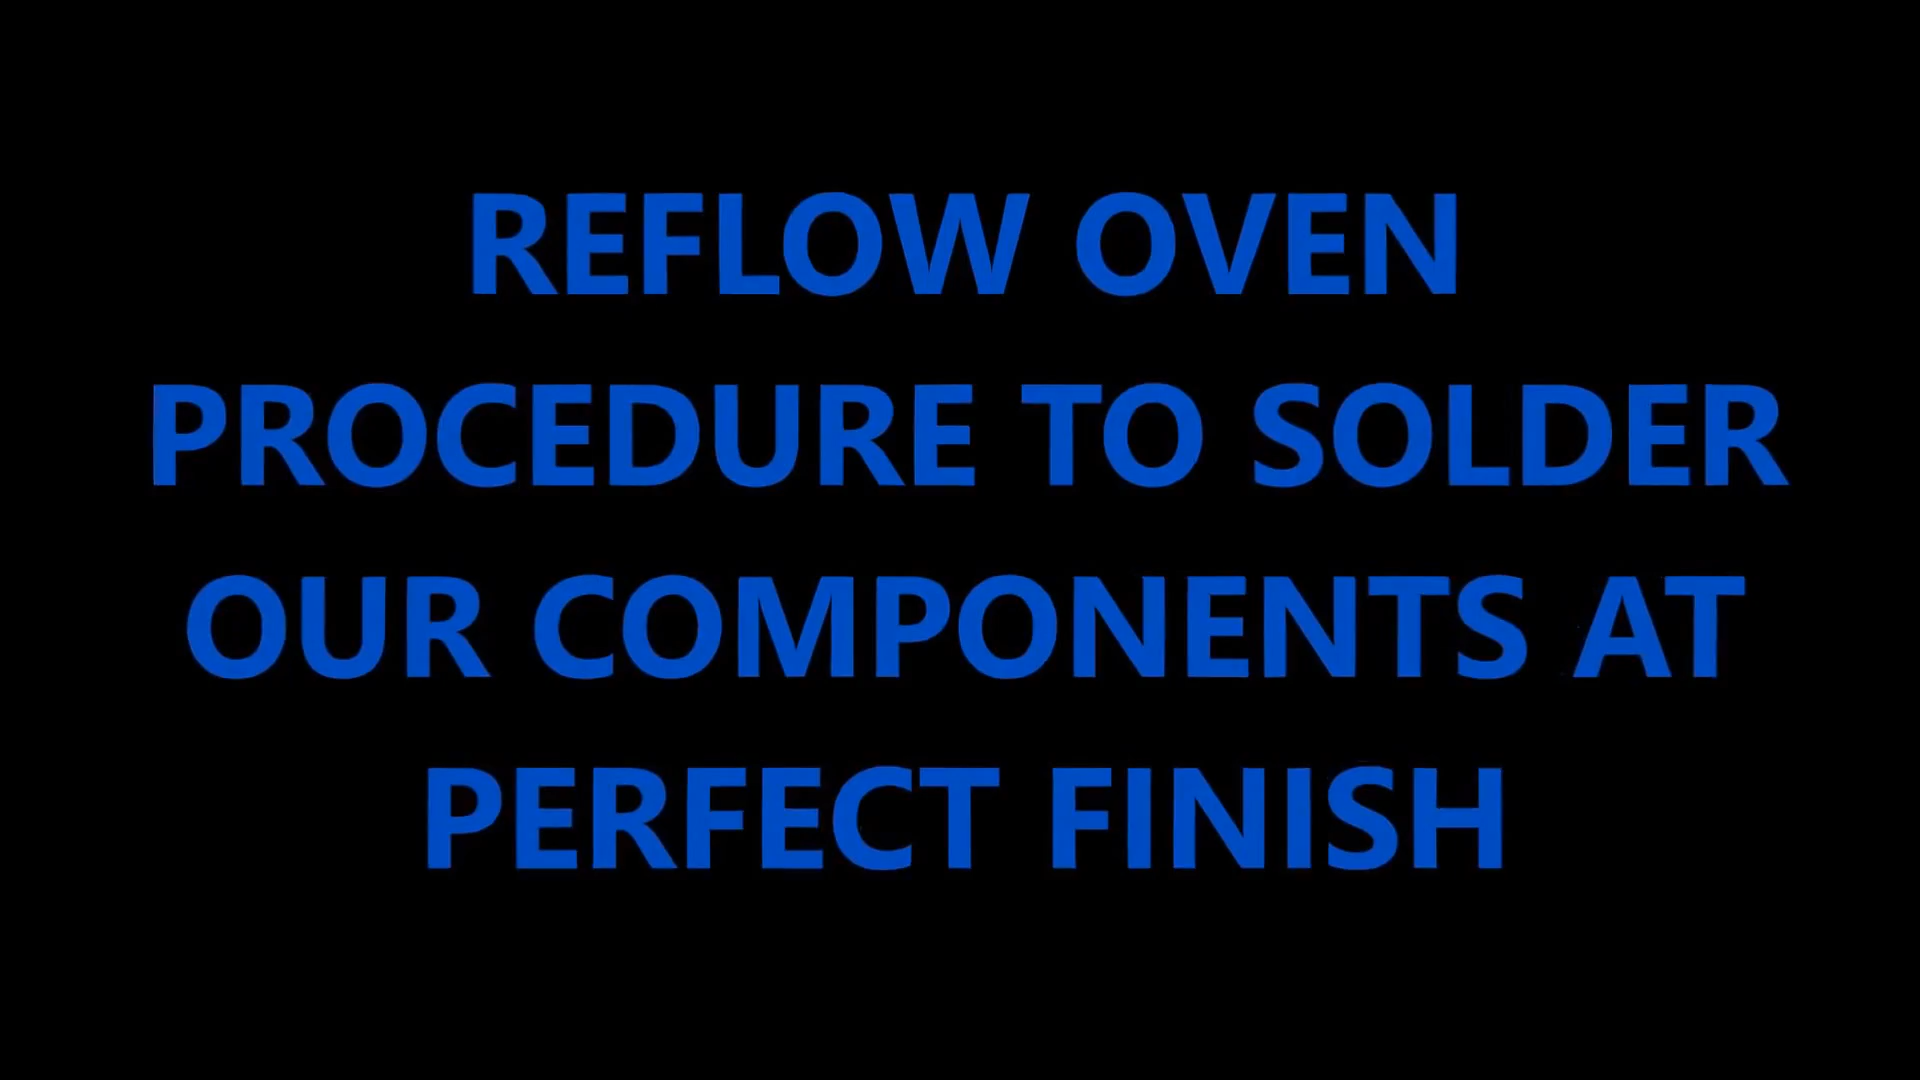 REFLOW OVEN
PROCEDURE TO SOLDER
OUR COMPONENTS AT
PERFECT FINISH